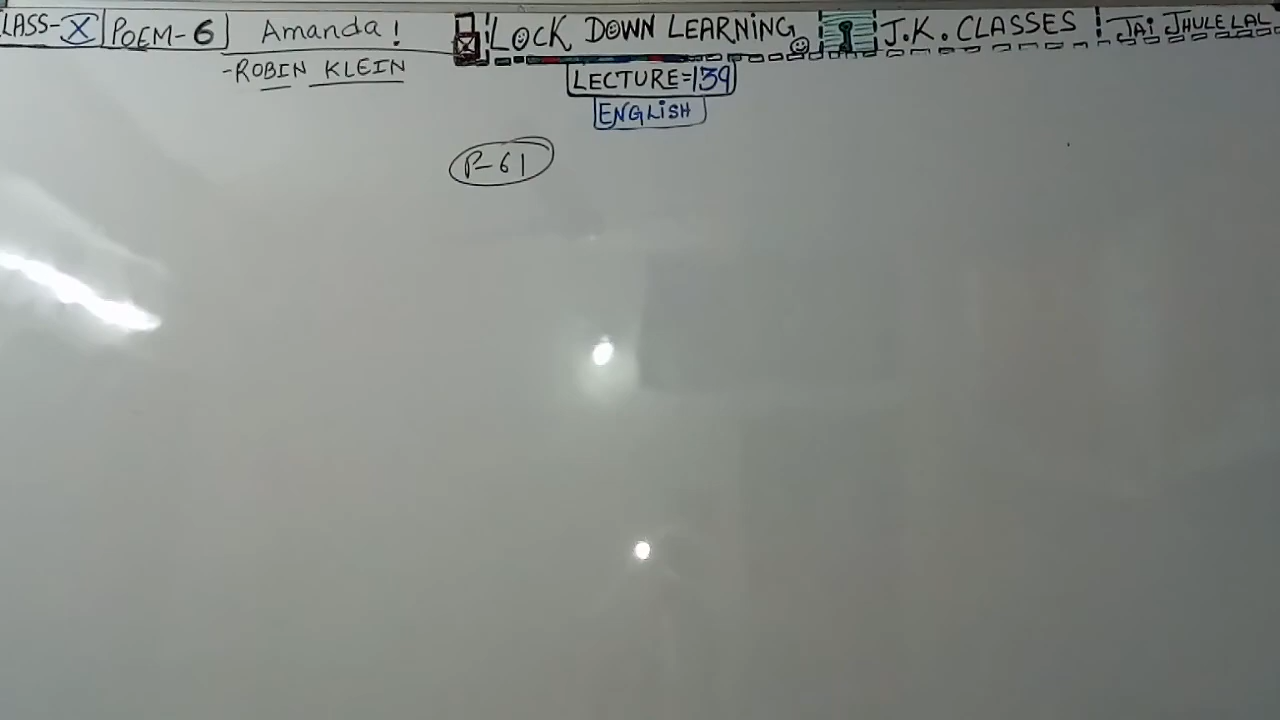 LASS-X POEM-6 Amanda! LOCK DOWN LEARNING J.K. CLASSES JAI JHULELAL
-ROBIN KLEIN
LECTURE=139
ENGLISH
P-61